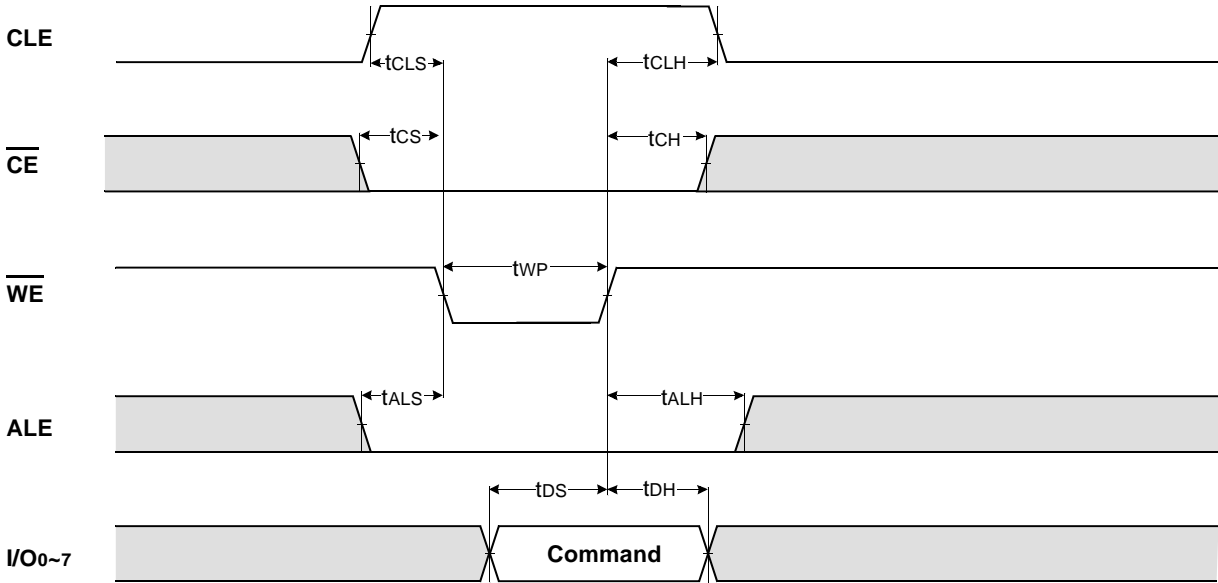 CLE
tCLS
tCLH
CE
tCS
tCH
WE
tWP
ALE
tALS
tALH
tDS
tDH
I/O0~7
Command